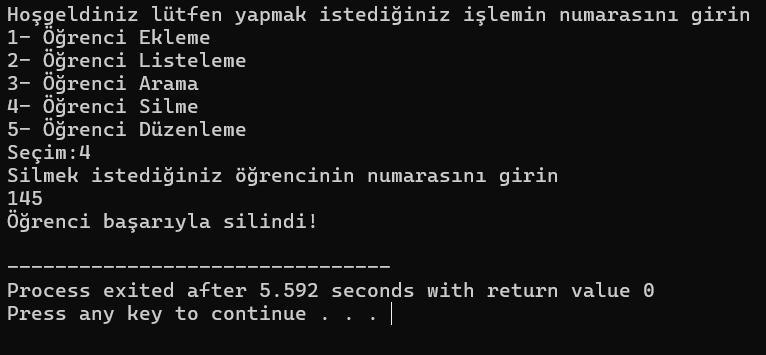 Hoşgeldiniz lütfen yapmak istediğiniz işlemin numarasını girin
1- Öğrenci Ekleme
2- Öğrenci Listeleme
3- Öğrenci Arama
4- Öğrenci Silme
5- Öğrenci Düzenleme
Seçim:4
Silmek istediğiniz öğrencinin numarasını girin
145
Öğrenci başarıyla silindi!
--------------------------------
Process exited after 5.592 seconds with return value 0
Press any key to continue . . .